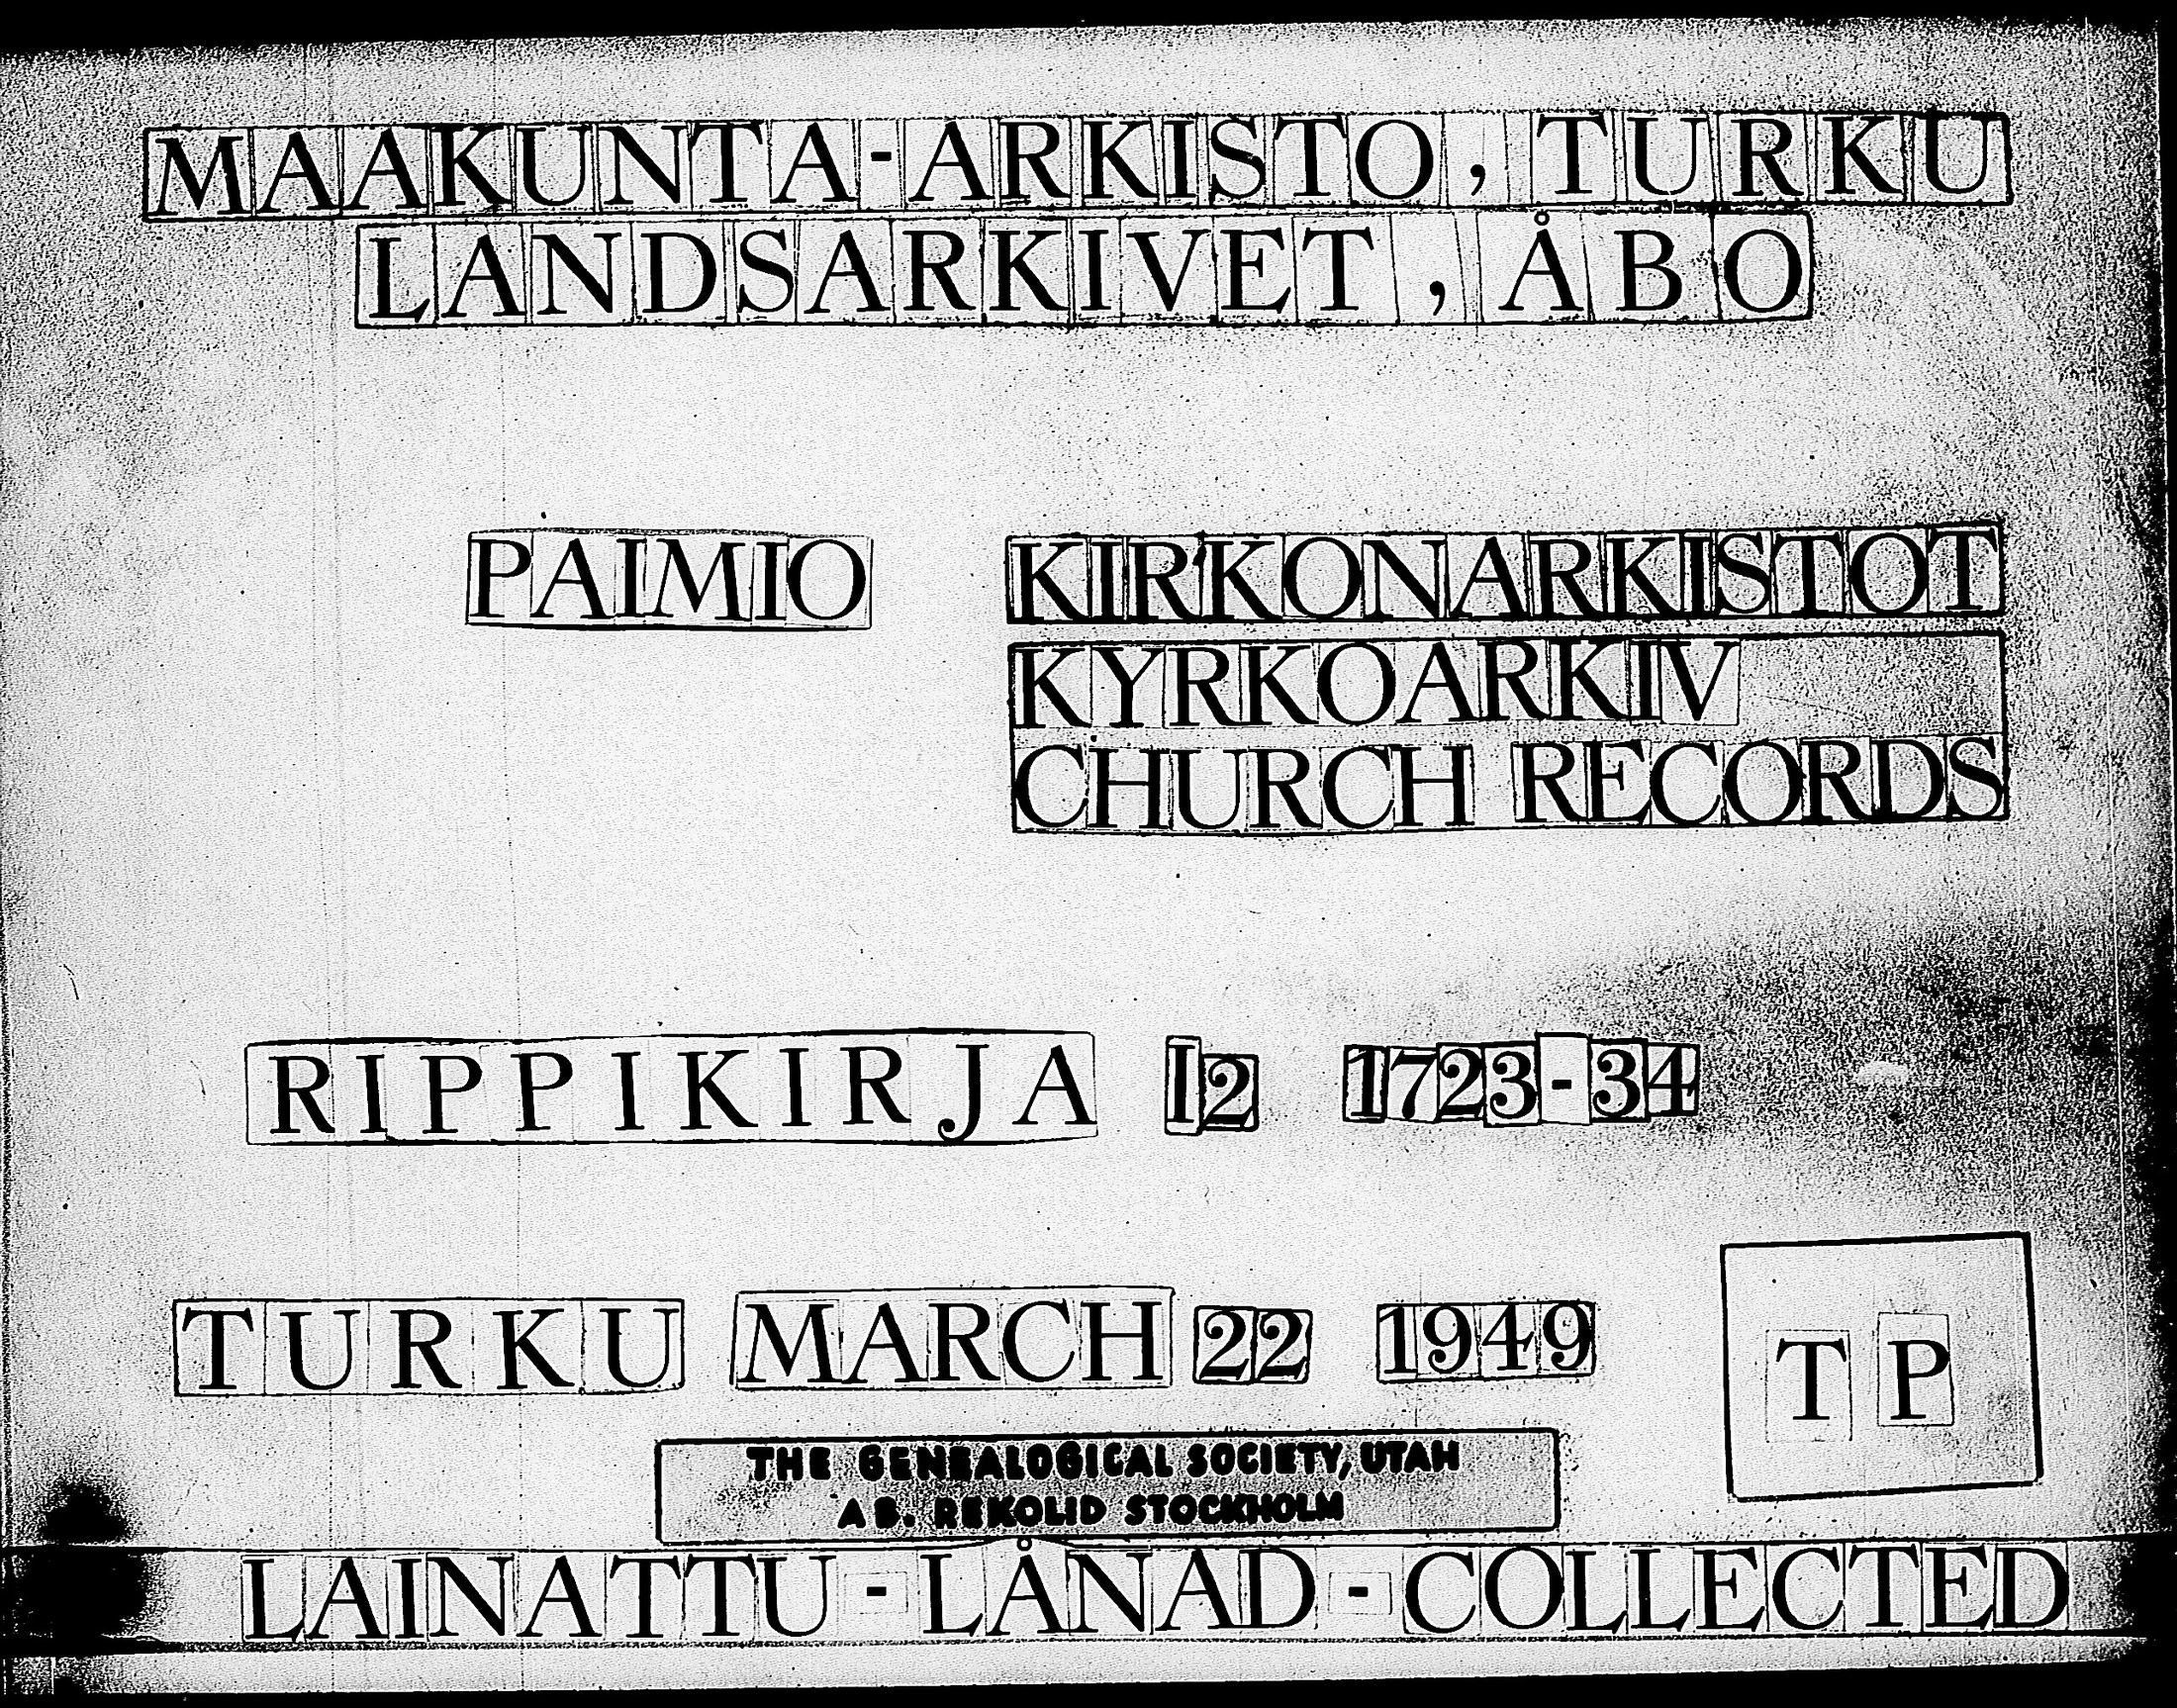 MAAKUNTA-ARKISTO, TURKU
LANDSARKIVET, ÅBO
PAIMIO KIRKONARKISTOT
KYRKOARKIV
CHURCH RECORDS
RIPPIKIRJA I2 1723-34
TURKU MARCH 22 1949
TP
THE GENEALOGICAL SOCIETY, UTAH
AB. REKOLID STOCKHOLM
LAINATTU-LÅNAD-COLLECTED